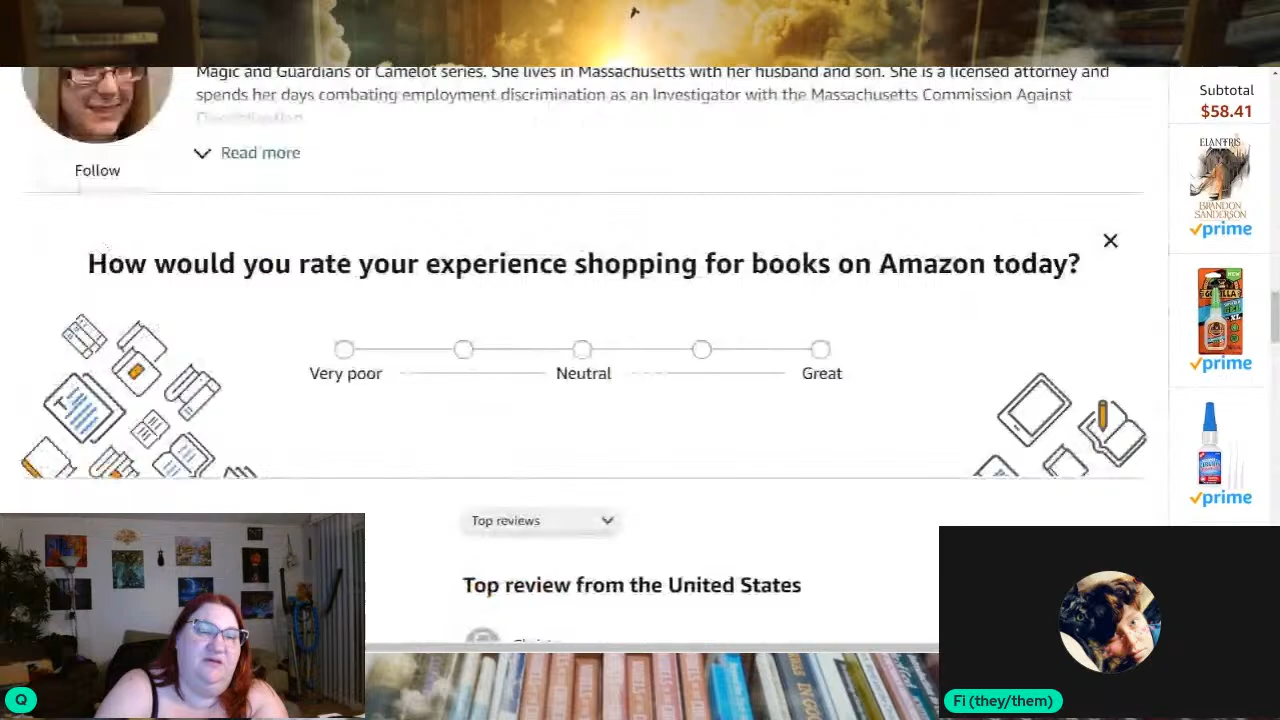 Magic and Guardians of Camelot series. She lives in Massachusetts with her husband and son. She is a licensed attorney and
spends her days combating employment discrimination as an Investigator with the Massachusetts Commission Against
Read more
Follow
Subtotal
$58.41
ELANTRIS
BRANDON
SANDERSON
prime
How would you rate your experience shopping for books on Amazon today?
Very poor
Neutral
Great
GORILLA
GEL
XL
prime
prime
Top reviews
Top review from the United States
Q
Fi (they/them)